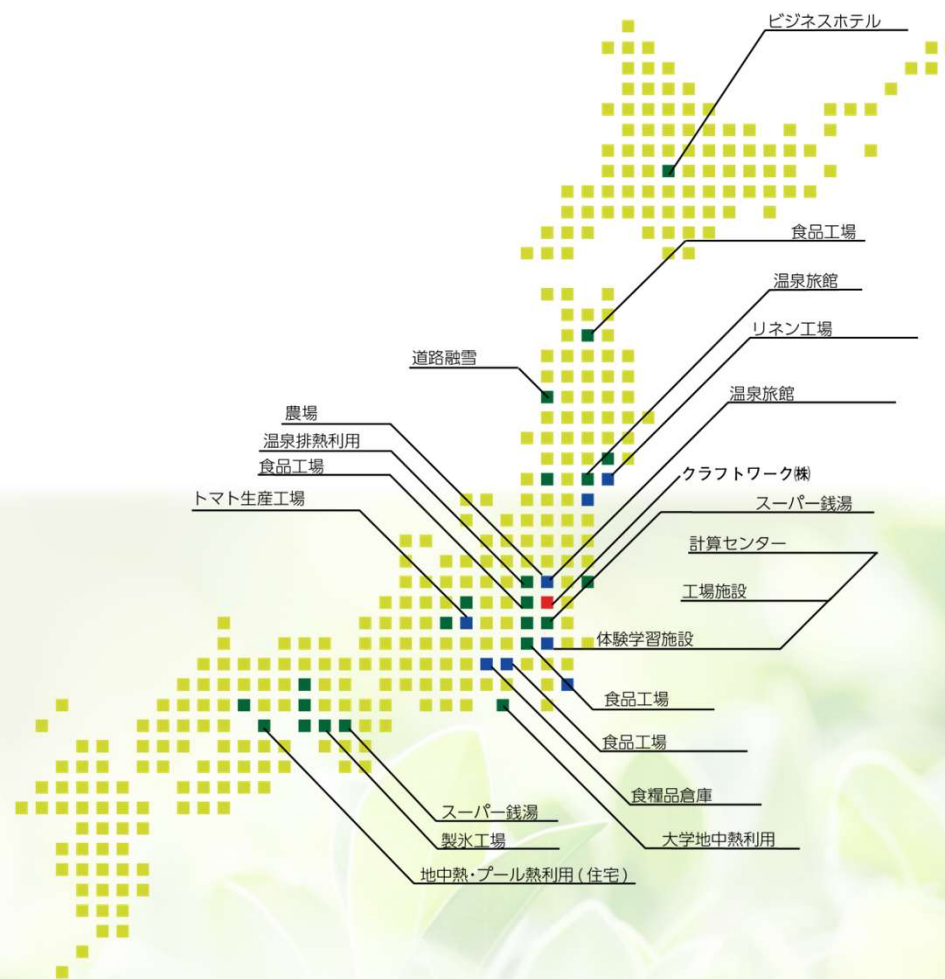 ビジネスホテル
食品工場
温泉旅館
リネン工場
道路融雪
温泉旅館
農場
温泉排熱利用
食品工場
クラフトワーク㈱
トマト生産工場
スーパー銭湯
計算センター
工場施設
体験学習施設
食品工場
食品工場
食糧品倉庫
スーパー銭湯
大学地中熱利用
製氷工場
地中熱・プール熱利用(住宅)